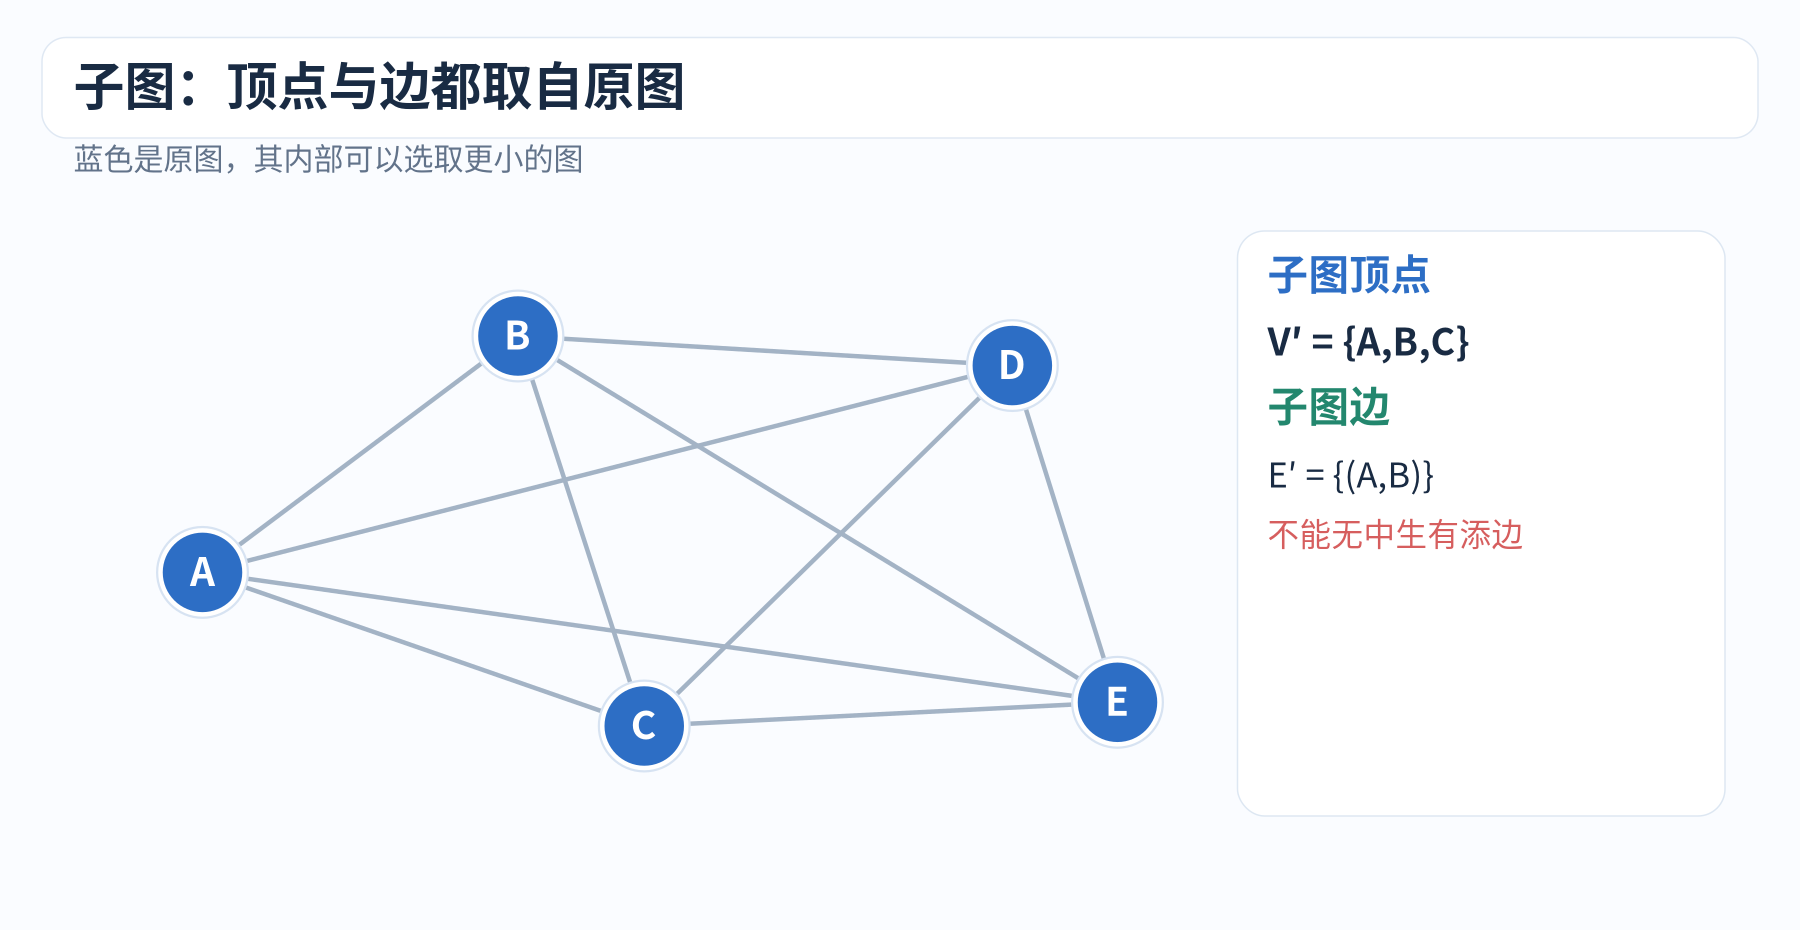 子图：顶点与边都取自原图
蓝色是原图，其内部可以选取更小的图
子图顶点
V′ = {A,B,C}
子图边
E′ = {(A,B)}
不能无中生有添边
B
D
A
E
C